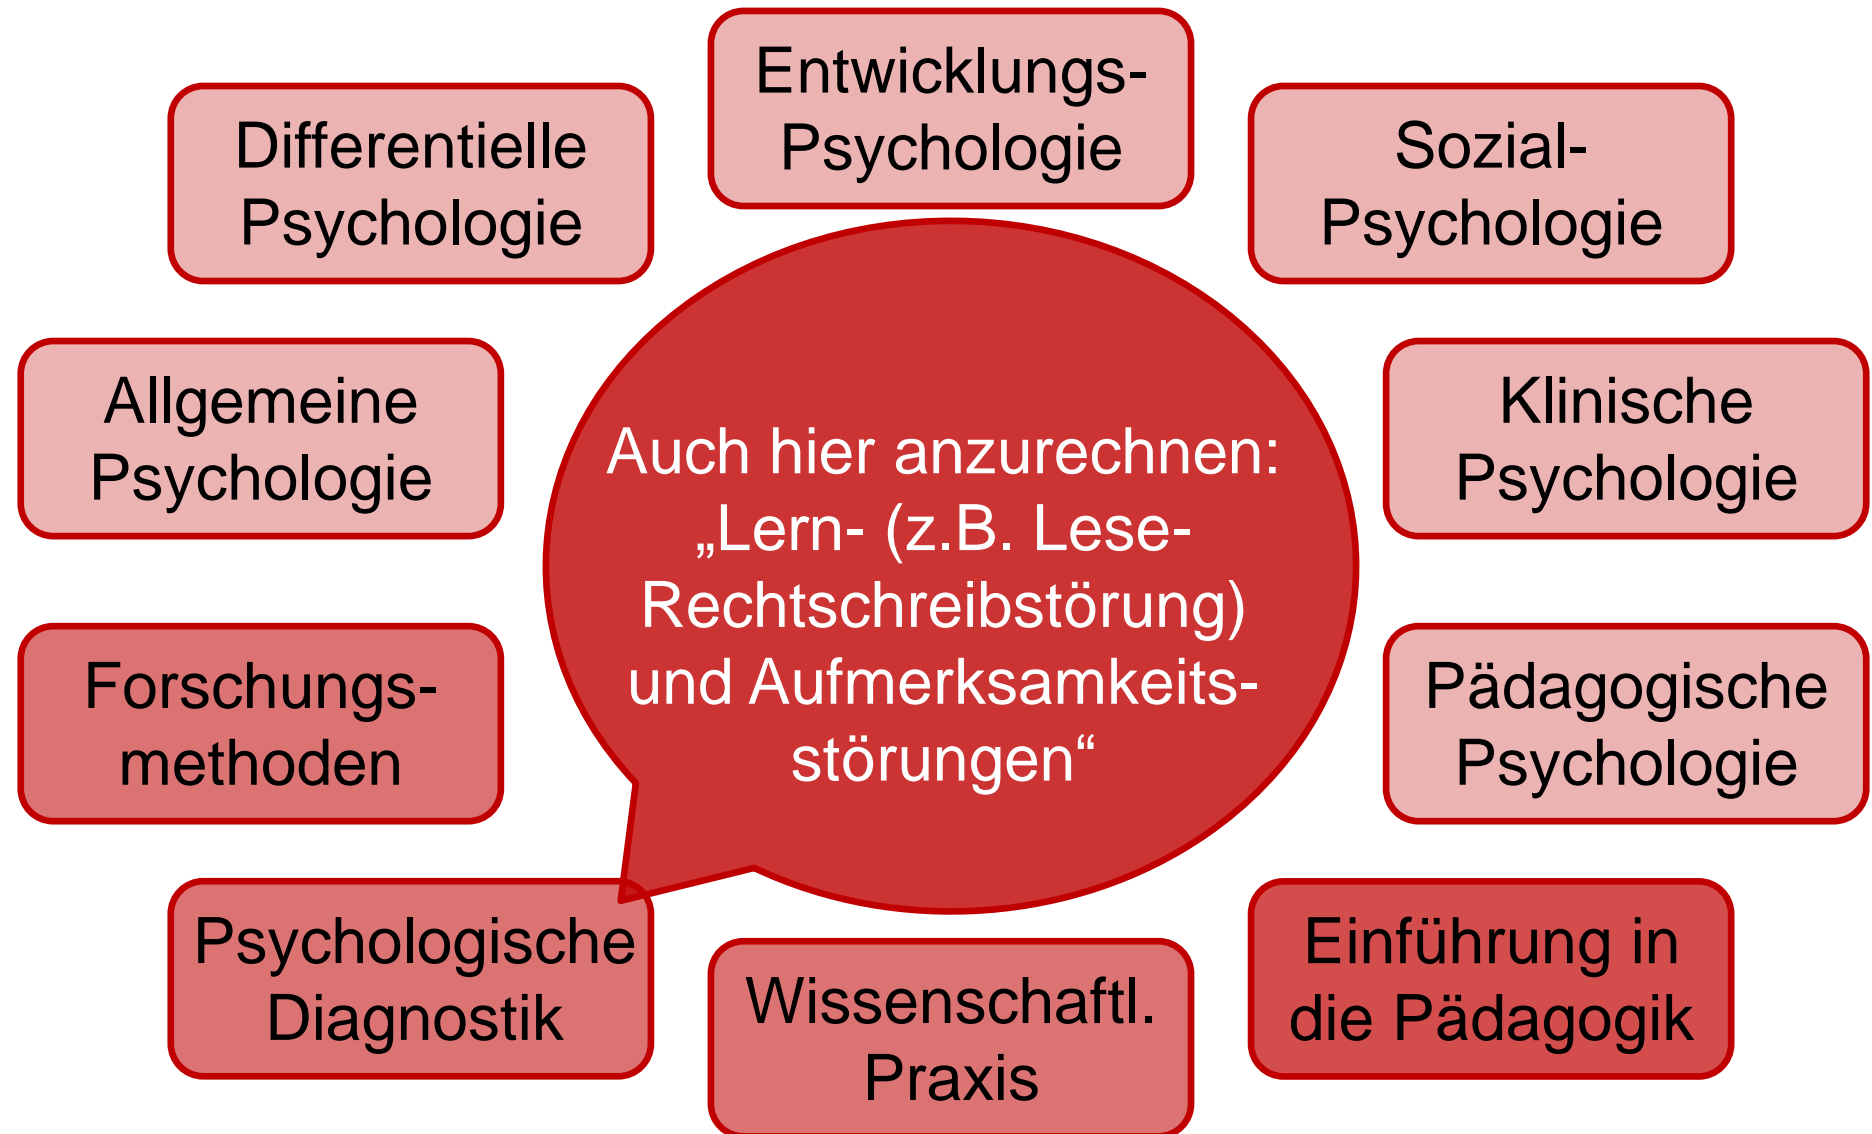 Entwicklungs-
Psychologie
Differentielle
Psychologie
Sozial-
Psychologie
Allgemeine
Psychologie
Klinische
Psychologie
Auch hier anzurechnen:
„Lern- (z.B. Lese-
Rechtschreibstörung)
und Aufmerksamkeits-
störungen“
Forschungs-
methoden
Pädagogische
Psychologie
Psychologische
Diagnostik
Wissenschaftl.
Praxis
Einführung in
die Pädagogik